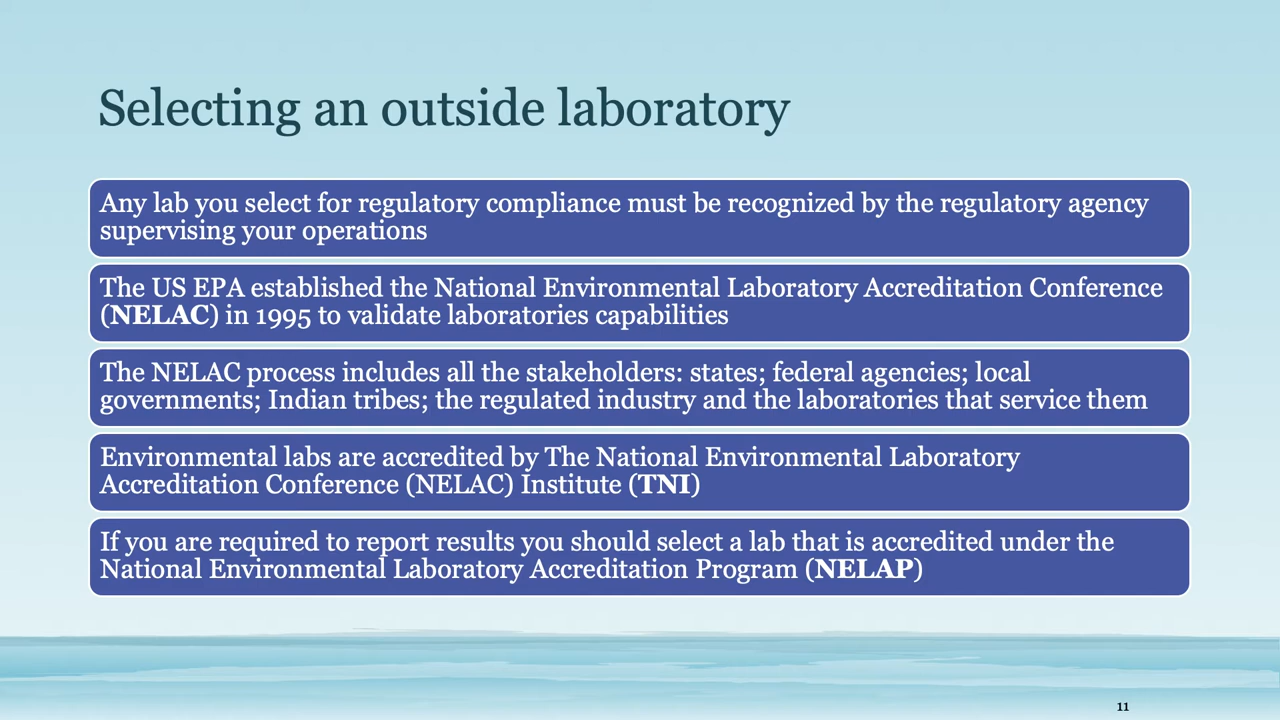 Selecting an outside laboratory
Any lab you select for regulatory compliance must be recognized by the regulatory agency
supervising your operations
The US EPA established the National Environmental Laboratory Accreditation Conference
(NELAC) in 1995 to validate laboratories capabilities
The NELAC process includes all the stakeholders: states; federal agencies; local
governments; Indian tribes; the regulated industry and the laboratories that service them
Environmental labs are accredited by The National Environmental Laboratory
Accreditation Conference (NELAC) Institute (TNI)
If you are required to report results you should select a lab that is accredited under the
National Environmental Laboratory Accreditation Program (NELAP)
11